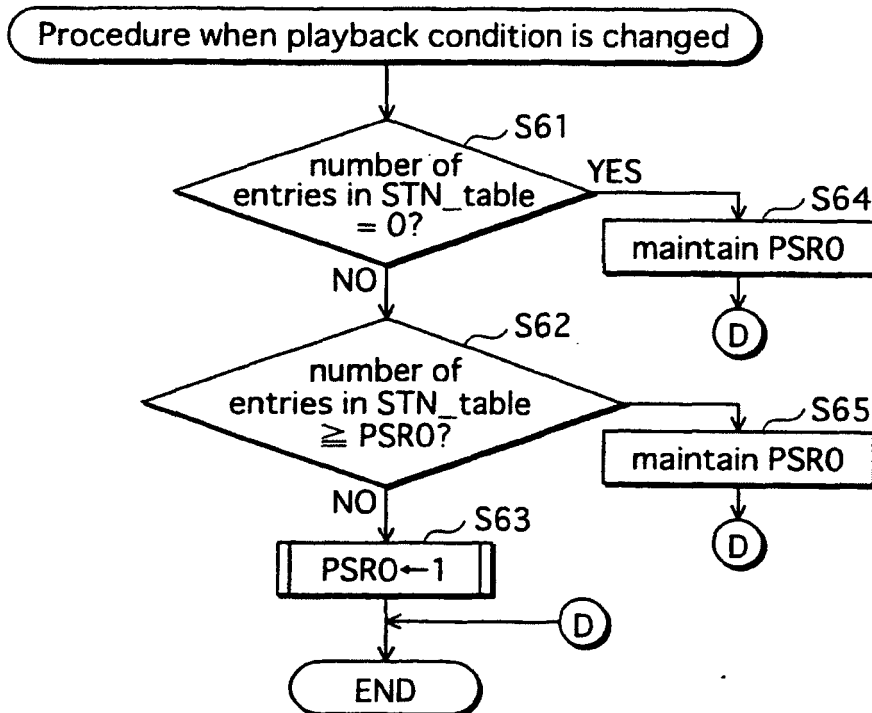 Procedure when playback condition is changed
S61
number of
entries in STN_table
= 0?
YES
S64
maintain PSR0
D
NO
S62
number of
entries in STN_table
≧ PSR0?
S65
maintain PSR0
D
NO
S63
PSR0←1
D
END